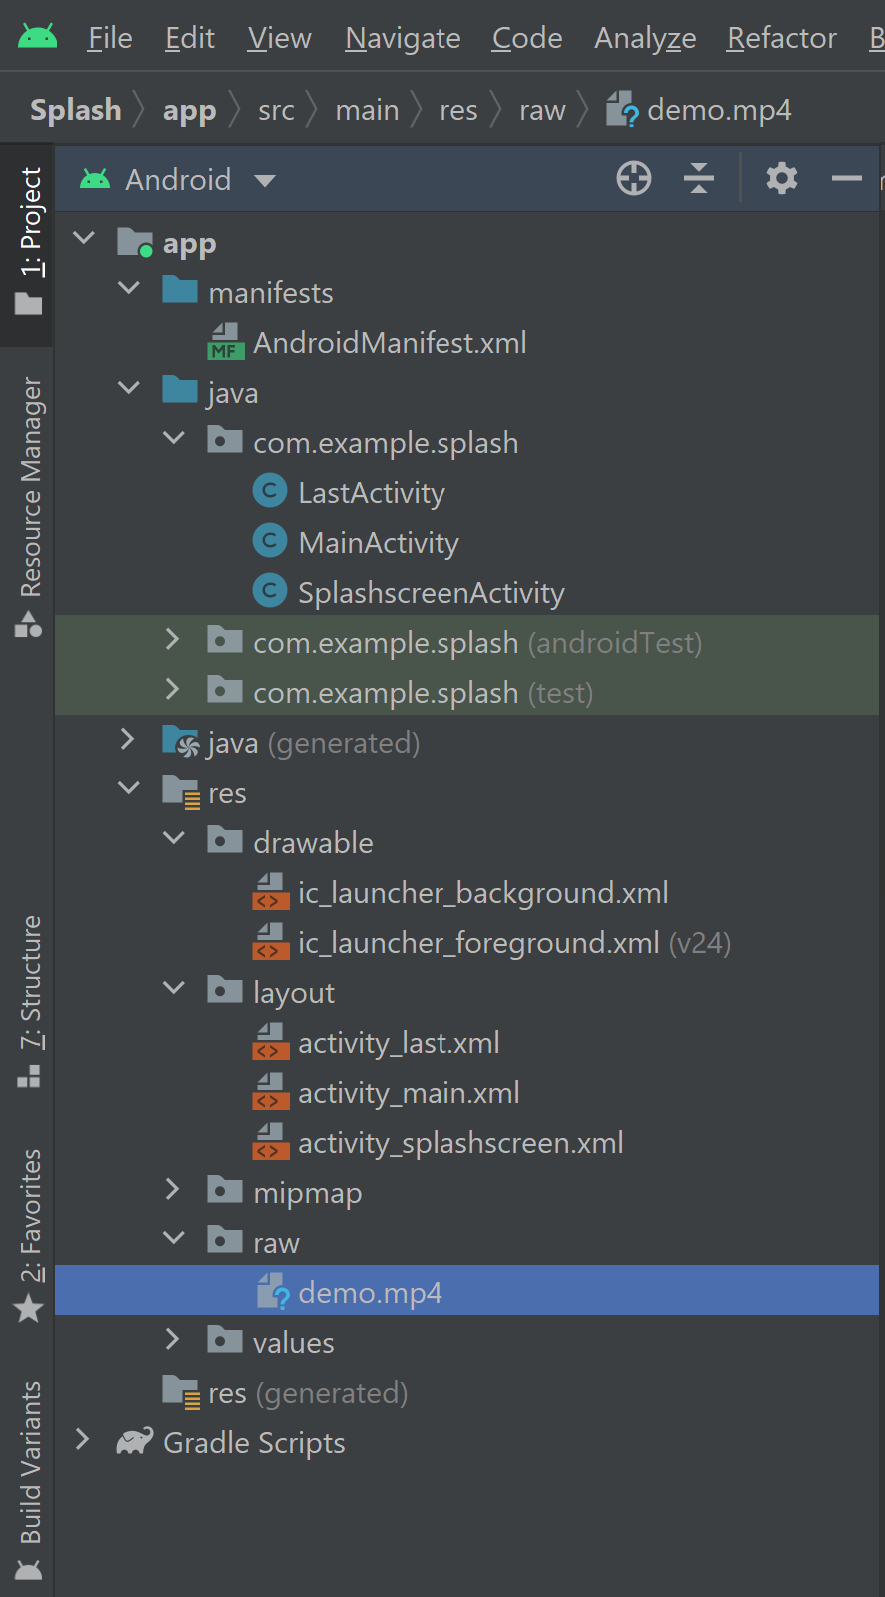 File Edit View Navigate Code Analyze Refactor B
Splash app src main res raw demo.mp4
Android
1: Project
Resource Manager
7: Structure
2: Favorites
Build Variants
app
manifests
MF AndroidManifest.xml
java
com.example.splash
C LastActivity
C MainActivity
C SplashscreenActivity
com.example.splash (androidTest)
com.example.splash (test)
java (generated)
res
drawable
<> ic_launcher_background.xml
<> ic_launcher_foreground.xml (v24)
layout
<> activity_last.xml
<> activity_main.xml
<> activity_splashscreen.xml
mipmap
raw
? demo.mp4
values
res (generated)
Gradle Scripts